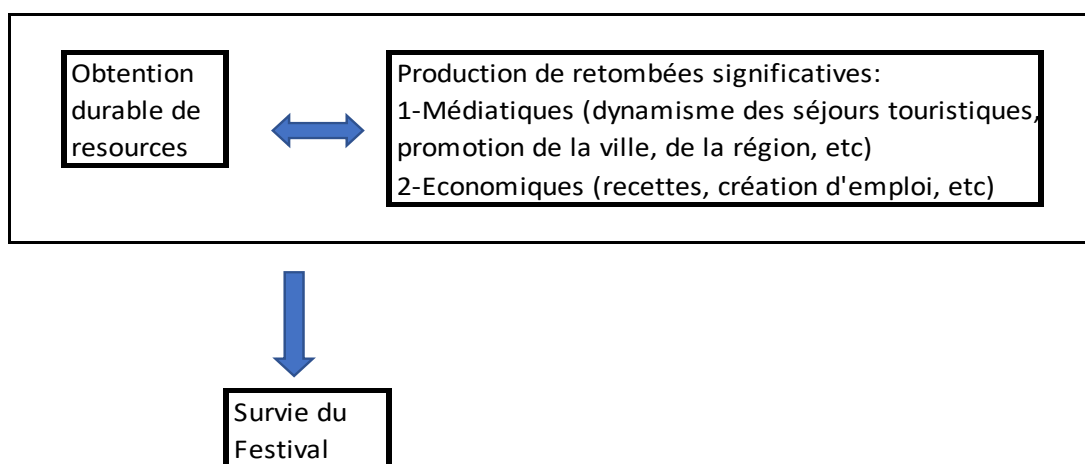 Obtention
durable de
resources
Production de retombées significatives:
1-Médiatiques (dynamisme des séjours touristiques,
promotion de la ville, de la région, etc)
2-Economiques (recettes, création d'emploi, etc)
Survie du
Festival